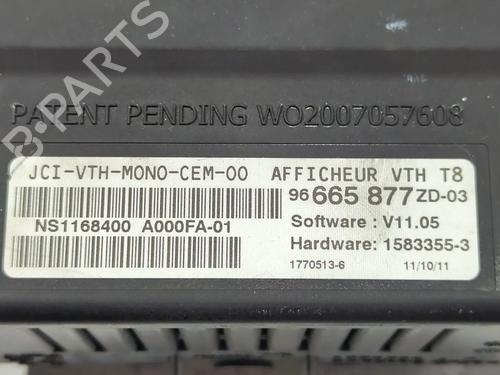 PATENT PENDING WO2007057608
JCI-VTH-MONO-CEM-00 AFFICHEUR VTH T8
96 665 877 ZD-03
NS1168400 A000FA-01
Software : V11.05
Hardware: 1583355-3
1770513-6 11/10/11
B-PARTS